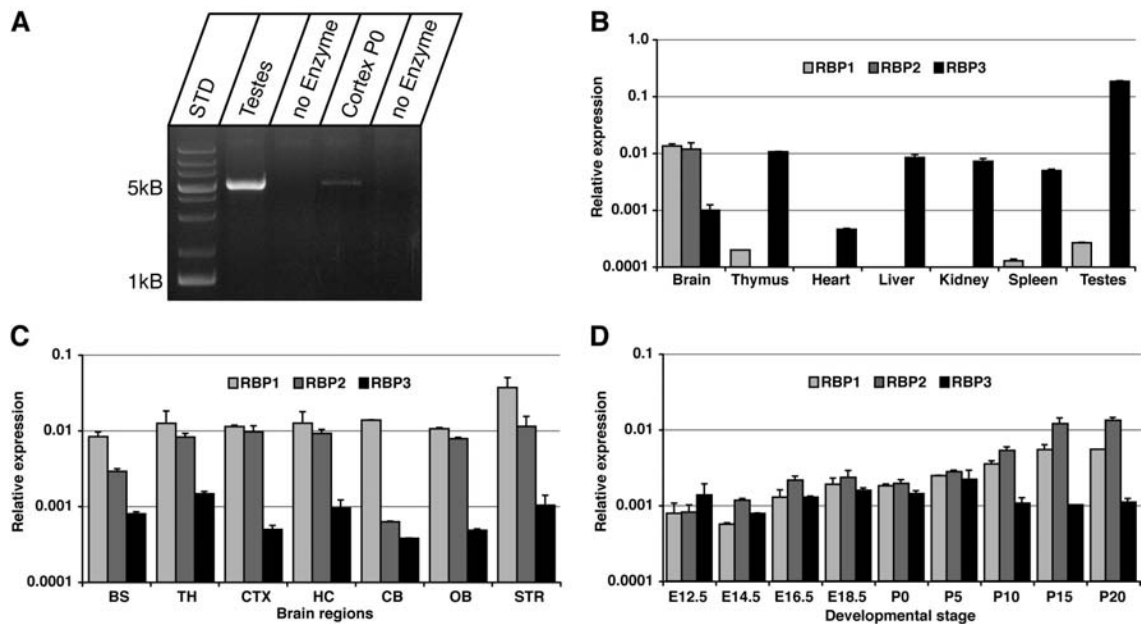 A
STD
Testes
no Enzyme
Cortex P0
no Enzyme
5kB
1kB
B
Relative expression
1.0
0.1
0.01
0.001
0.0001
RBP1 RBP2 RBP3
Brain Thymus Heart Liver Kidney Spleen Testes
C
Relative expression
0.1
0.01
0.001
0.0001
RBP1 RBP2 RBP3
BS TH CTX HC CB OB STR
Brain regions
D
Relative expression
0.1
0.01
0.001
0.0001
RBP1 RBP2 RBP3
E12.5 E14.5 E16.5 E18.5 P0 P5 P10 P15 P20
Developmental stage